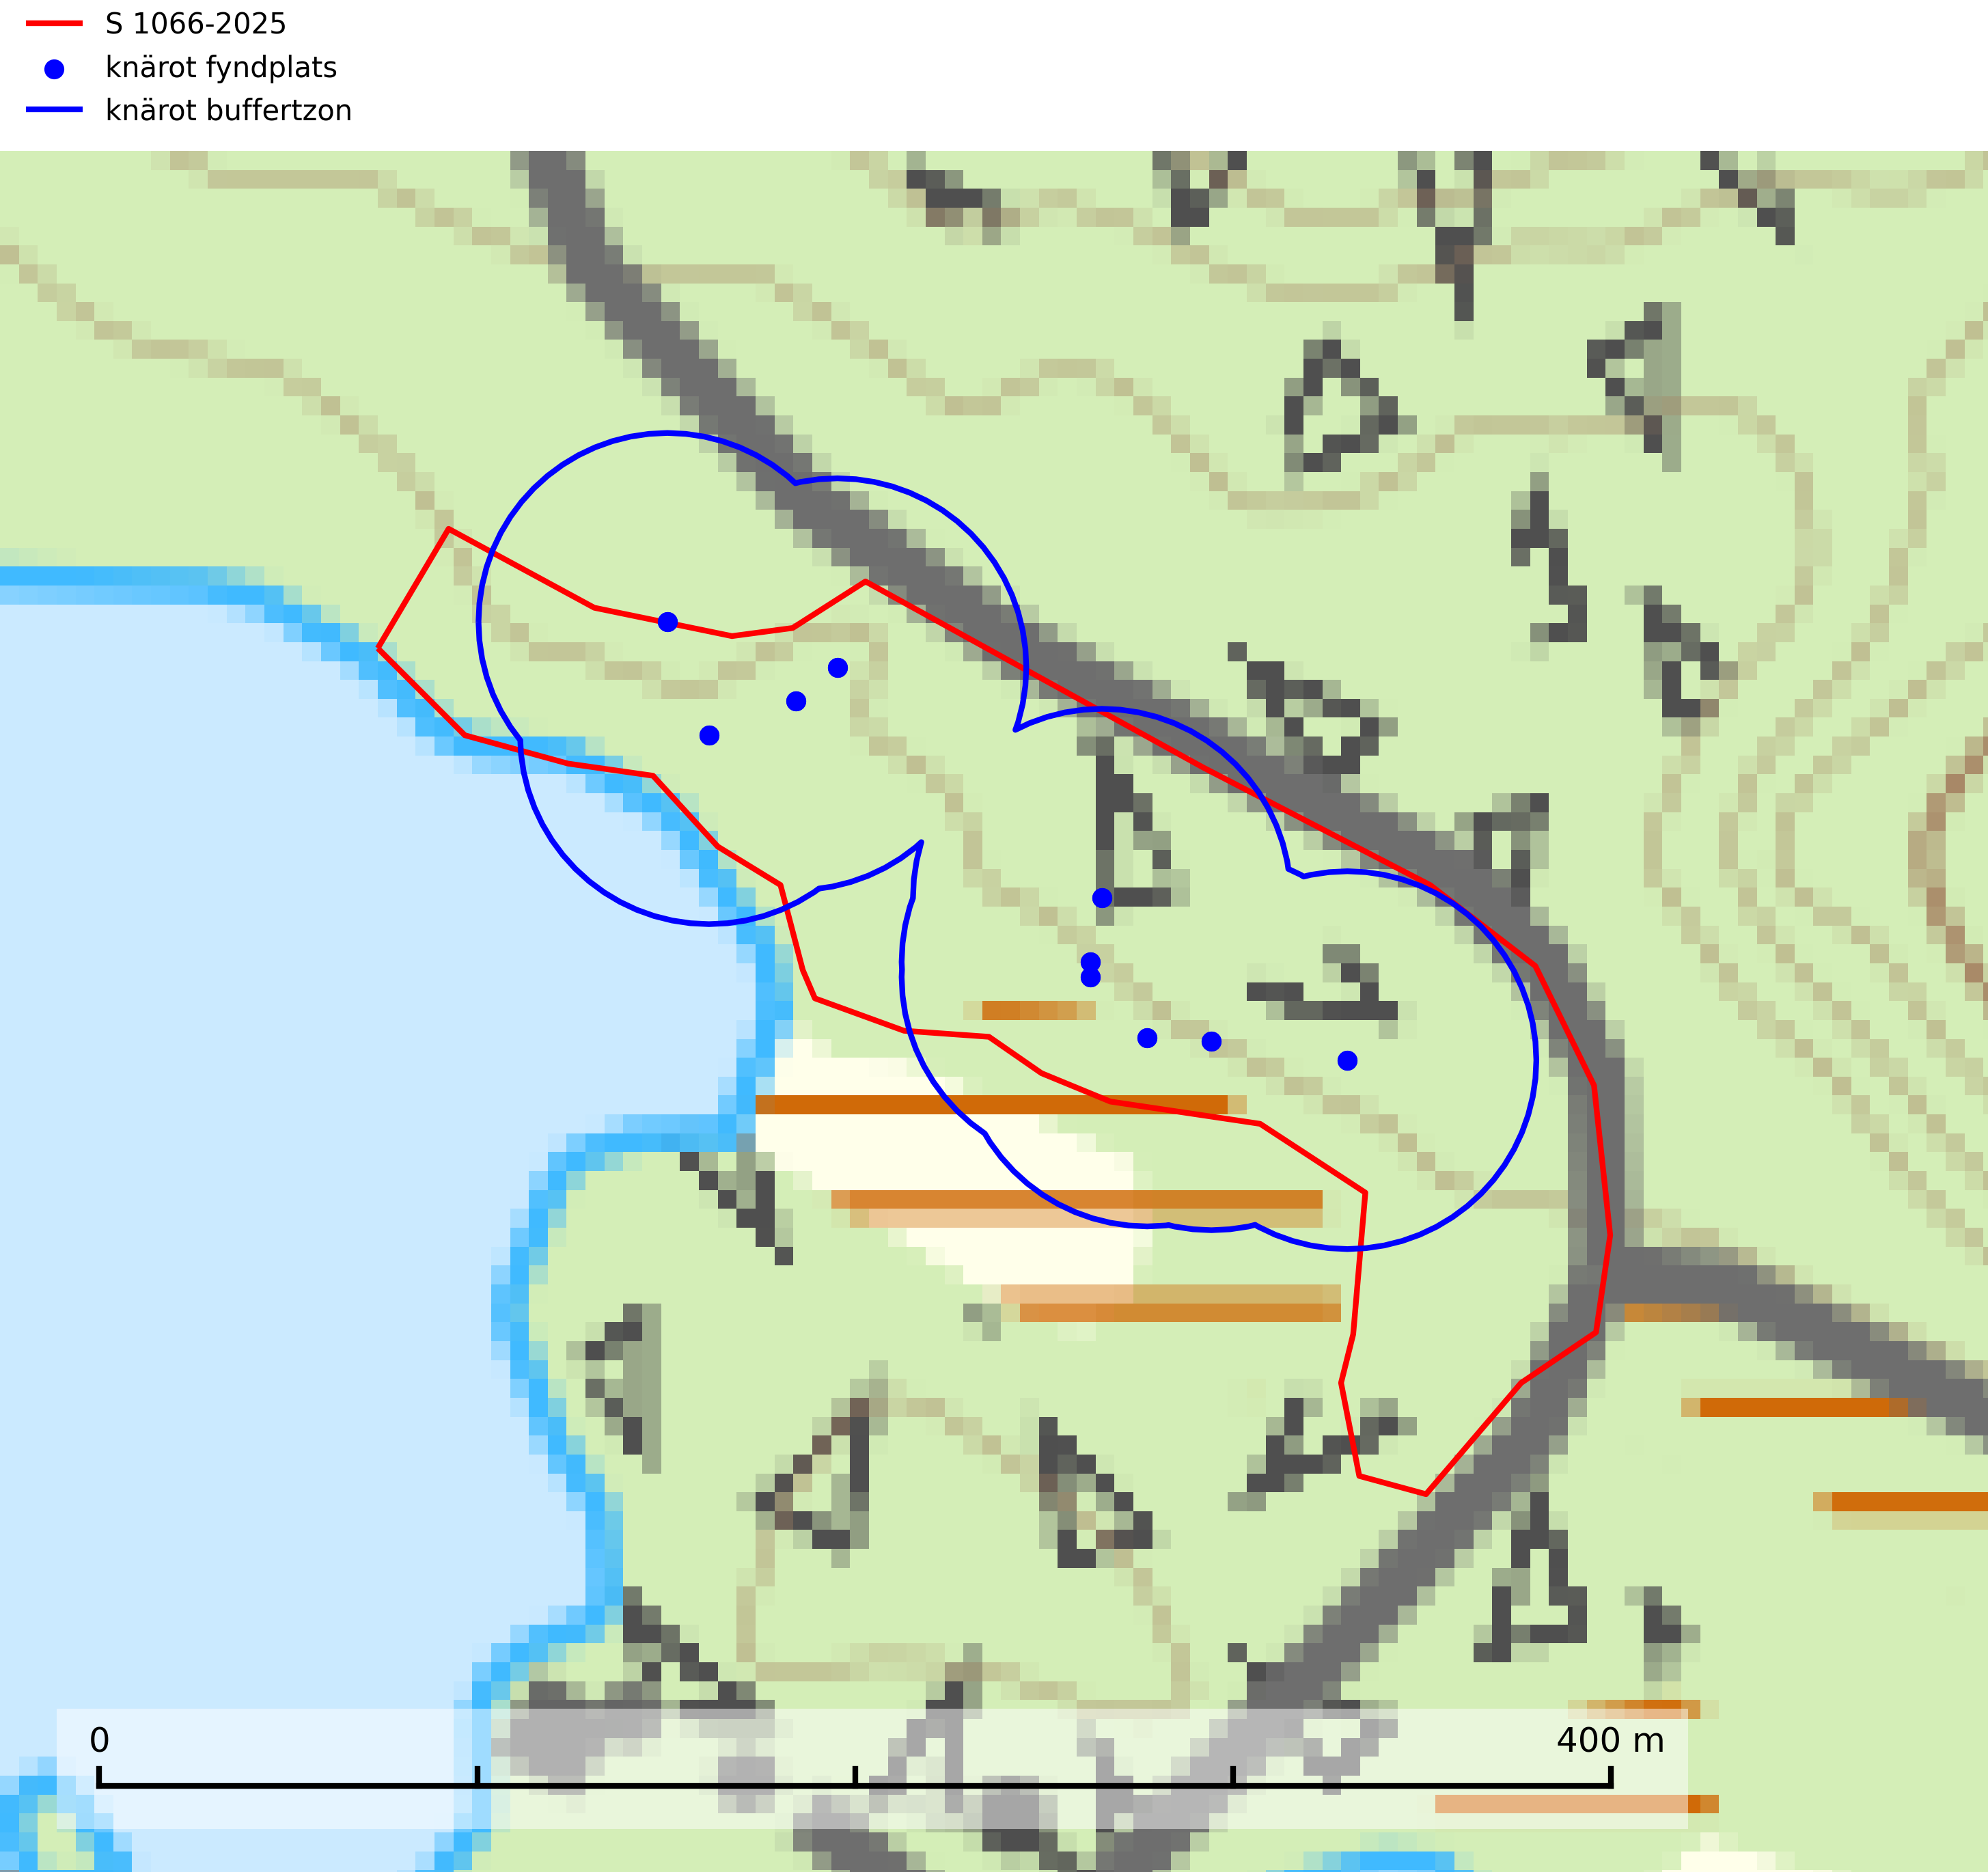 S 1066-2025
knärot fyndplats
knärot buffertzon
0
400 m